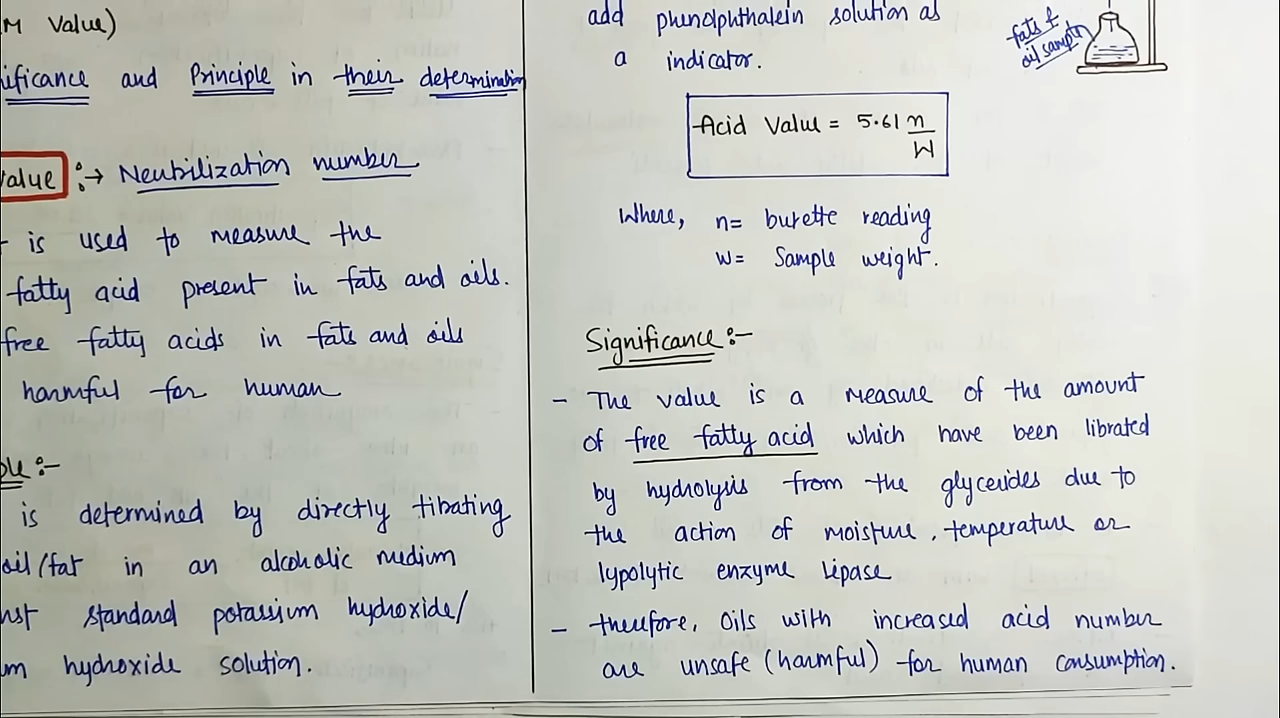 M Value)
ificance and Principle in their determination
value :→ Neutrilization number
is used to measure the
fatty acid present in fats and oils.
free fatty acids in fats and oils
harmful for human
ple :-
is determined by directly titrating
oil/fat in an alcoholic medium
nst standard potassium hydroxide/
um hydroxide solution.
add phenolphthalein solution as
a indicator.
fats &
oil sample
Acid Value = 5.61 n
W
Where, n= burette reading
w= Sample weight.
Significance :-
- The value is a measure of the amount
of free fatty acid which have been librated
by hydrolysis from the glycerides due to
the action of moisture, temperature or
lypolytic enzyme lipase
- therefore, Oils with increased acid number
are unsafe (harmful) for human consumption.